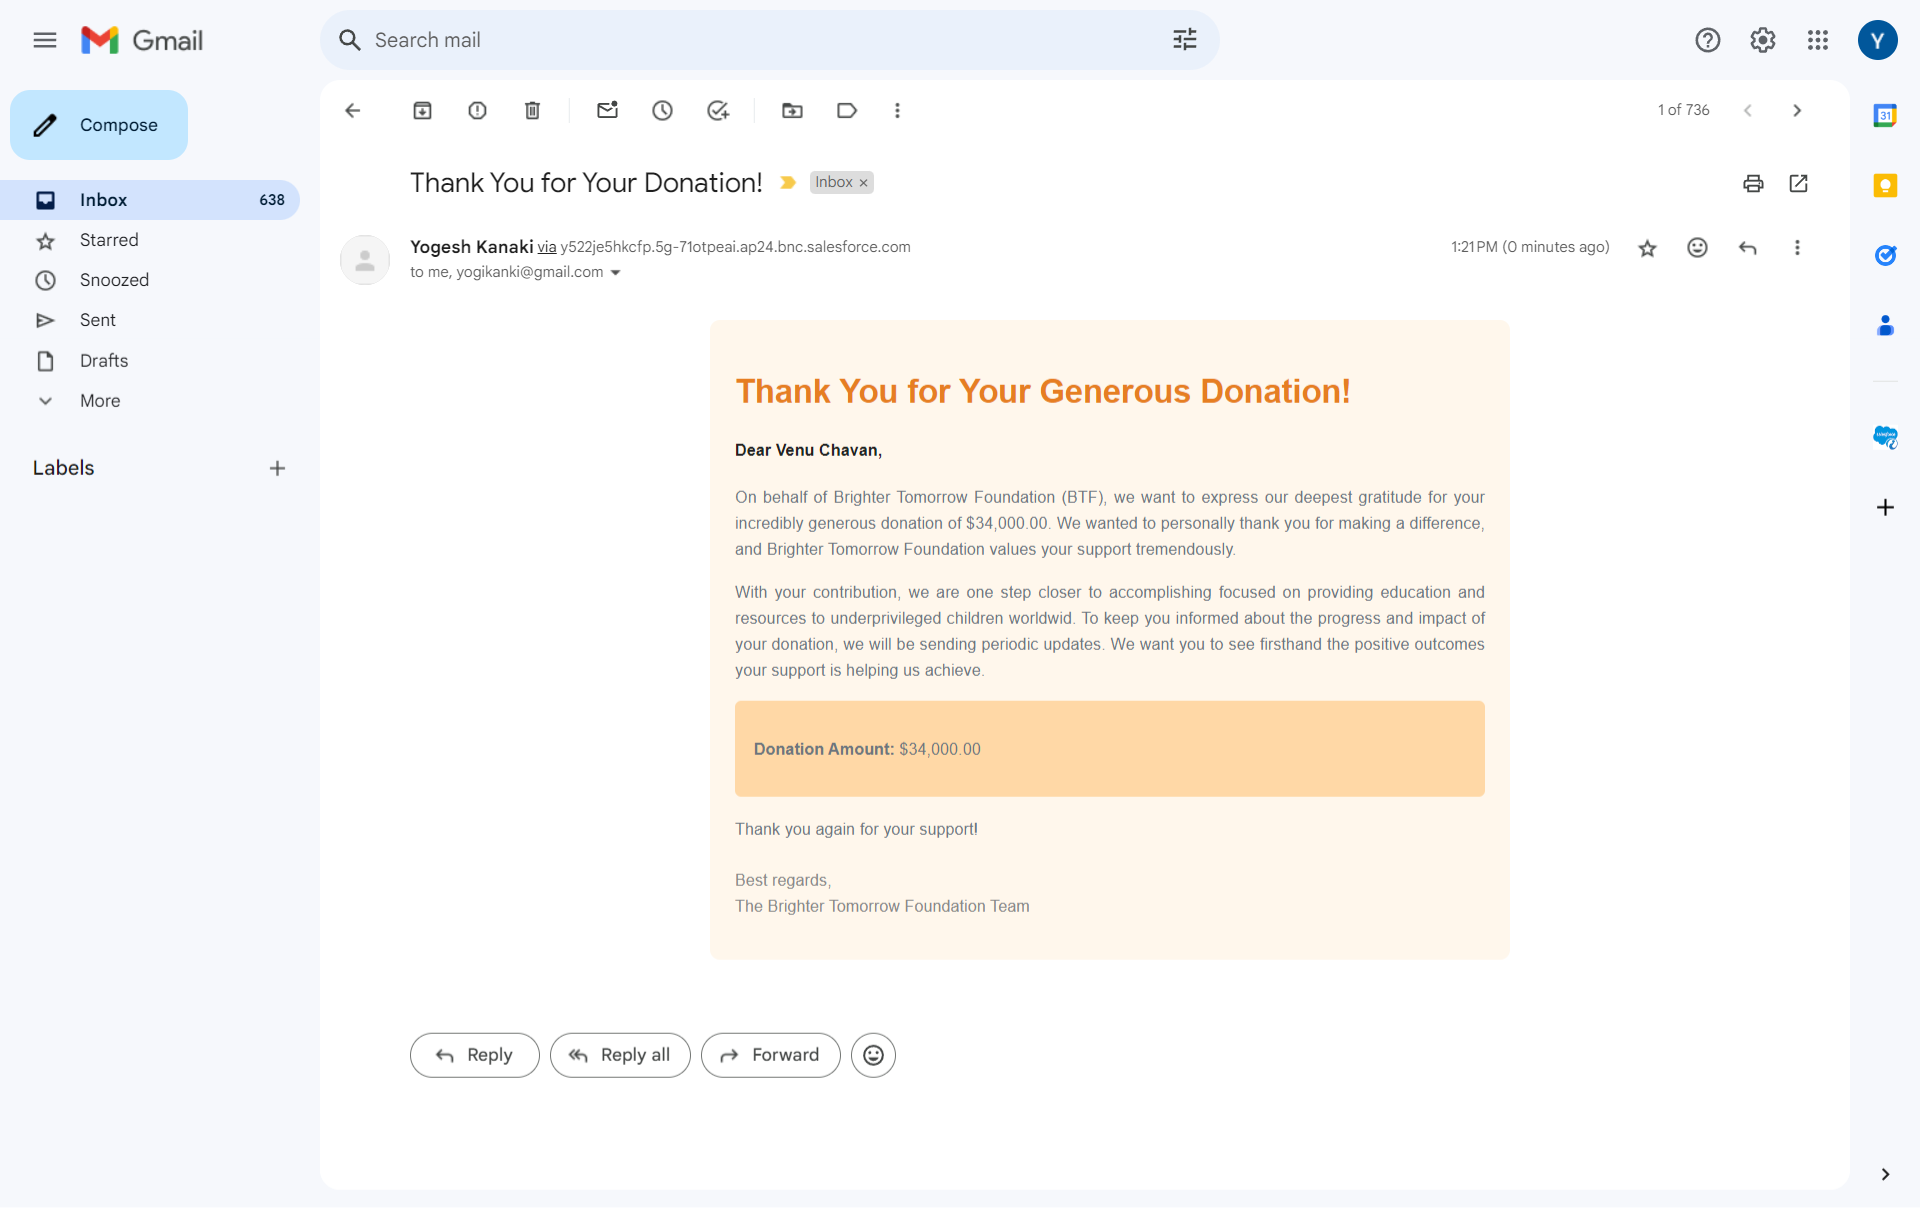 Gmail
Search mail
Y
Compose
1 of 736
31
Inbox 638
Thank You for Your Donation! Inbox ×
Starred
Yogesh Kanaki via y522je5hkcfp.5g-71otpeai.ap24.bnc.salesforce.com 1:21 PM (0 minutes ago)
to me, yogikanki@gmail.com
Snoozed
Sent
Drafts
More
Labels
Thank You for Your Generous Donation!
Dear Venu Chavan,
On behalf of Brighter Tomorrow Foundation (BTF), we want to express our deepest gratitude for your
incredibly generous donation of $34,000.00. We wanted to personally thank you for making a difference,
and Brighter Tomorrow Foundation values your support tremendously.
With your contribution, we are one step closer to accomplishing focused on providing education and
resources to underprivileged children worldwid. To keep you informed about the progress and impact of
your donation, we will be sending periodic updates. We want you to see firsthand the positive outcomes
your support is helping us achieve.
Donation Amount: $34,000.00
Thank you again for your support!
Best regards,
The Brighter Tomorrow Foundation Team
Reply
Reply all
Forward